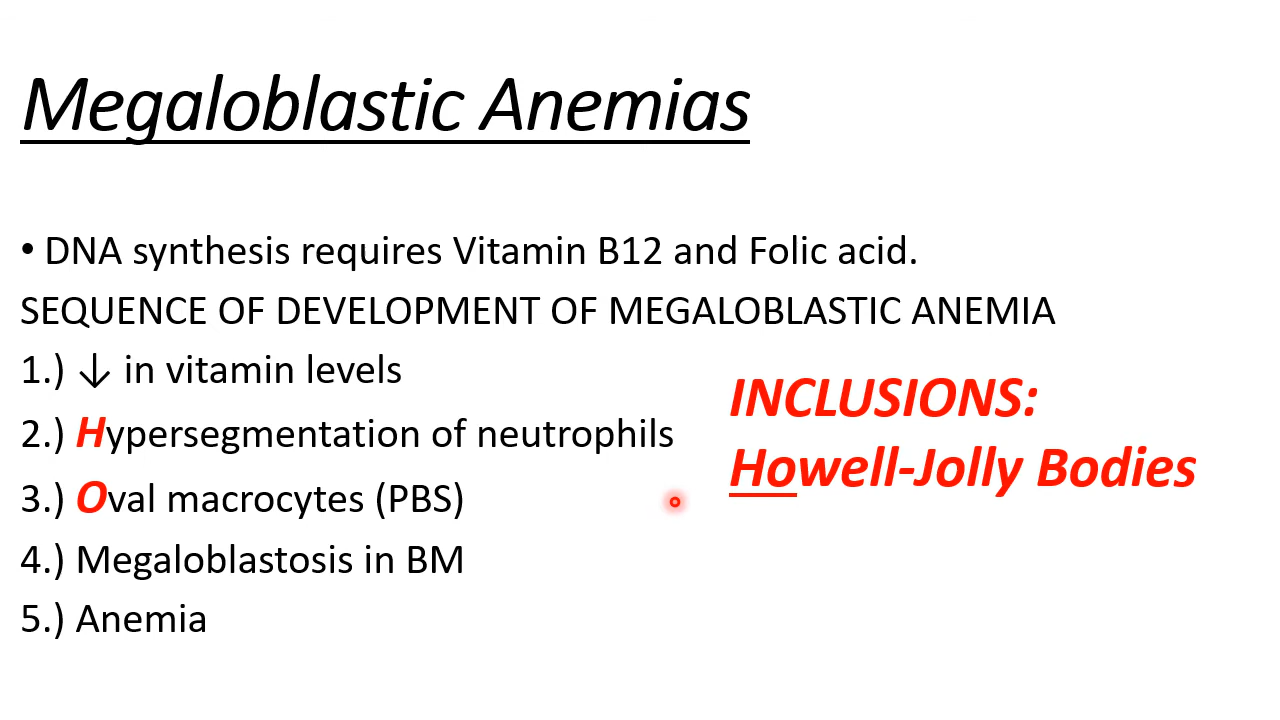 Megaloblastic Anemias
• DNA synthesis requires Vitamin B12 and Folic acid.
SEQUENCE OF DEVELOPMENT OF MEGALOBLASTIC ANEMIA
1.) ↓ in vitamin levels
2.) Hypersegmentation of neutrophils
3.) Oval macrocytes (PBS)
4.) Megaloblastosis in BM
5.) Anemia
INCLUSIONS:
Howell-Jolly Bodies